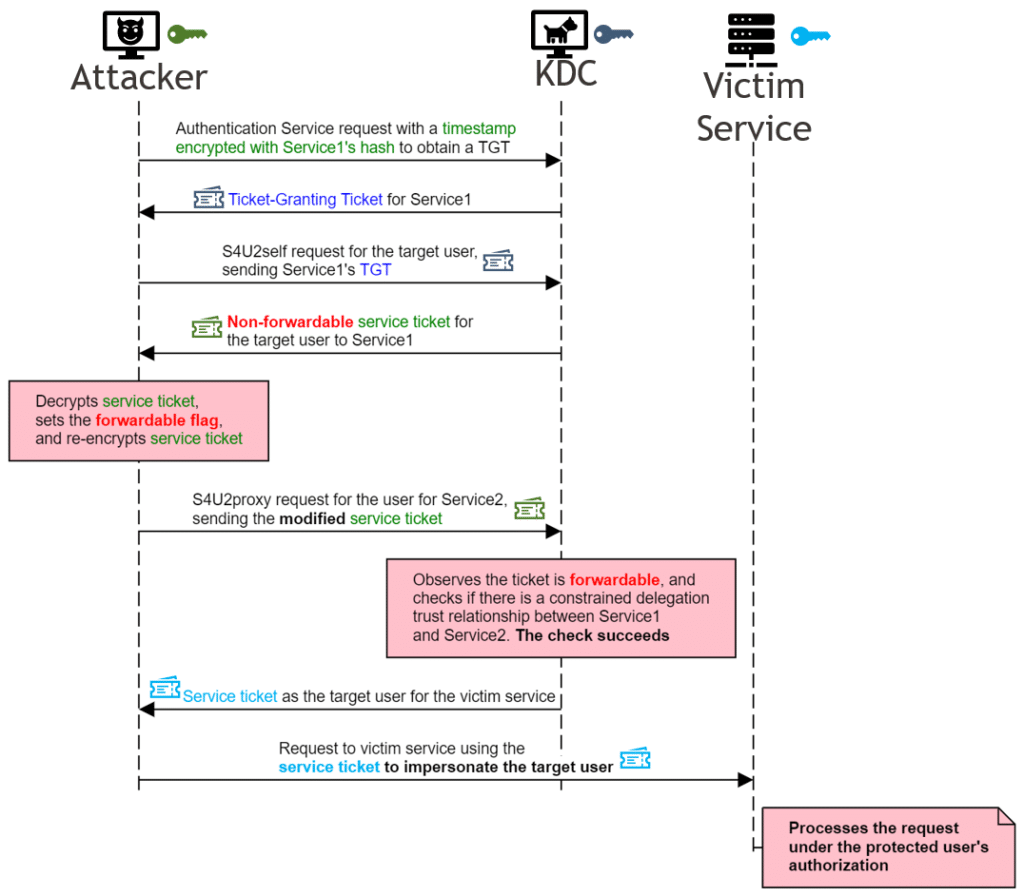 Attacker
KDC
Victim
Service
Authentication Service request with a timestamp
encrypted with Service1's hash to obtain a TGT
Ticket-Granting Ticket for Service1
S4U2self request for the target user,
sending Service1's TGT
Non-forwardable service ticket for
the target user to Service1
Decrypts service ticket,
sets the forwardable flag,
and re-encrypts service ticket
S4U2proxy request for the user for Service2,
sending the modified service ticket
Observes the ticket is forwardable, and
checks if there is a constrained delegation
trust relationship between Service1
and Service2. The check succeeds
Service ticket as the target user for the victim service
Request to victim service using the
service ticket to impersonate the target user
Processes the request
under the protected user's
authorization